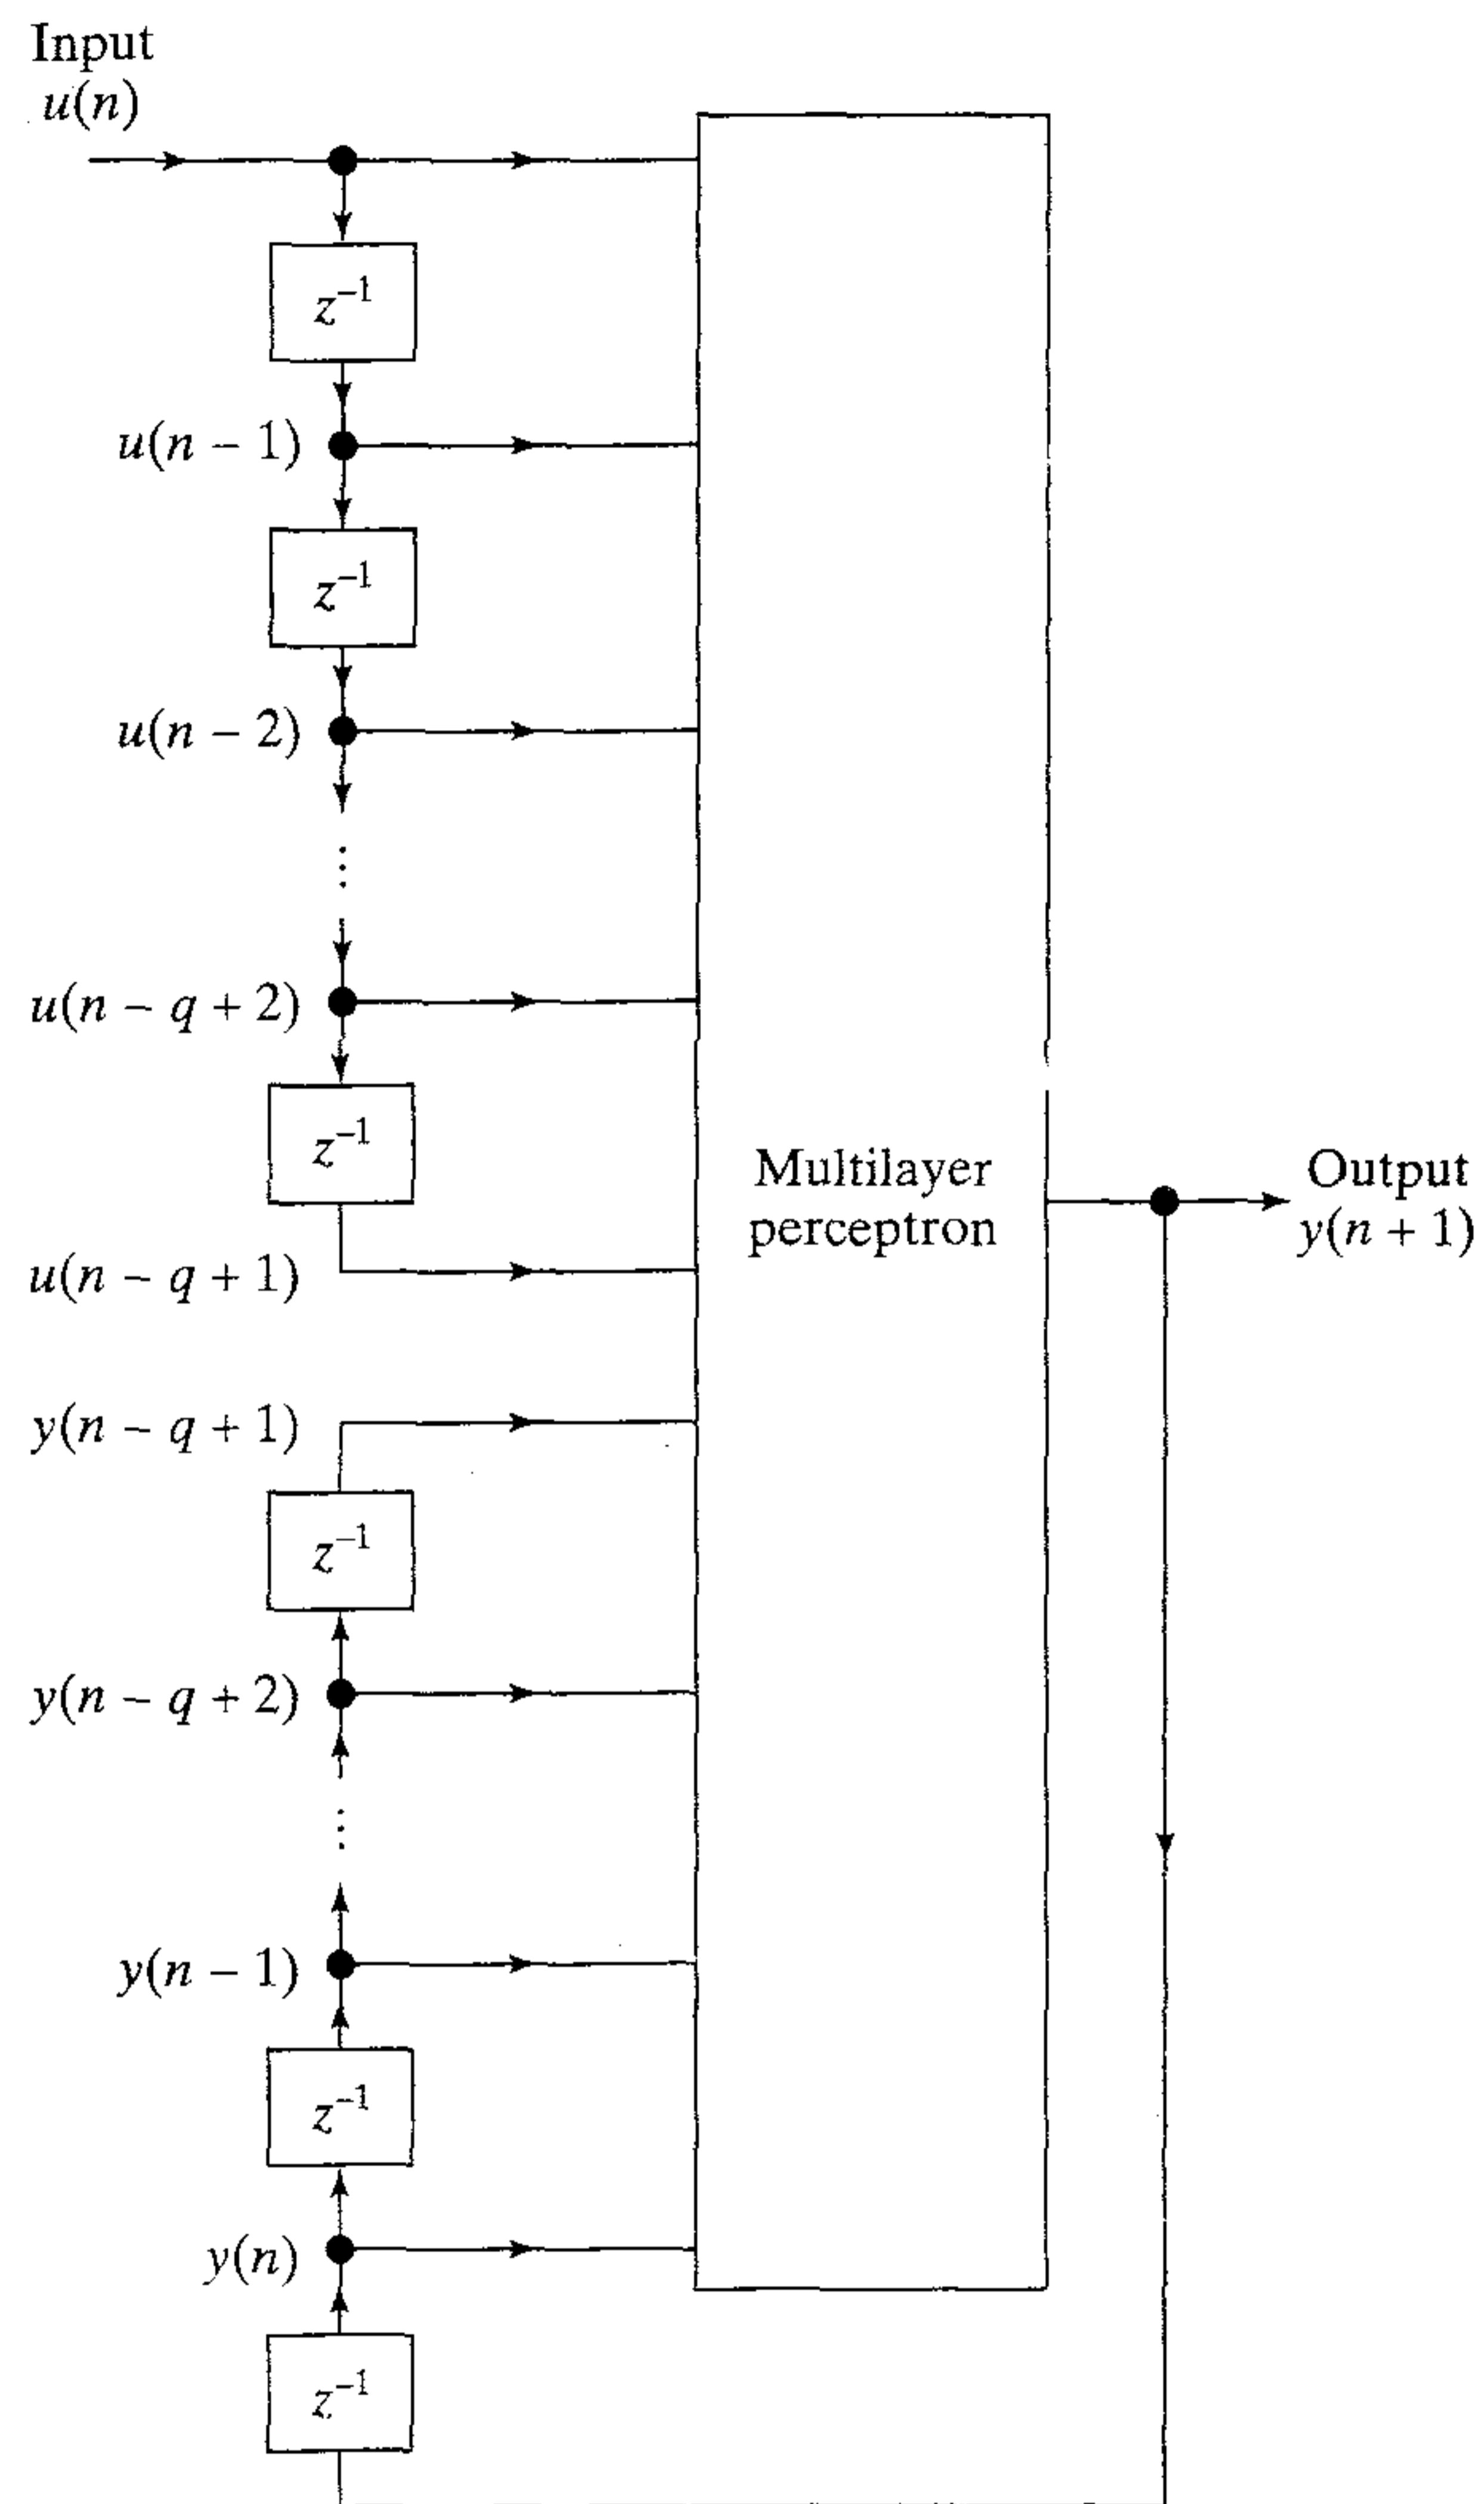 Input
u(n)
z⁻¹
u(n – 1)
z⁻¹
u(n – 2)
⋮
u(n – q + 2)
z⁻¹
Multilayer
perceptron
Output
y(n + 1)
u(n – q + 1)
y(n – q + 1)
z⁻¹
y(n – q + 2)
⋮
y(n – 1)
z⁻¹
y(n)
z⁻¹